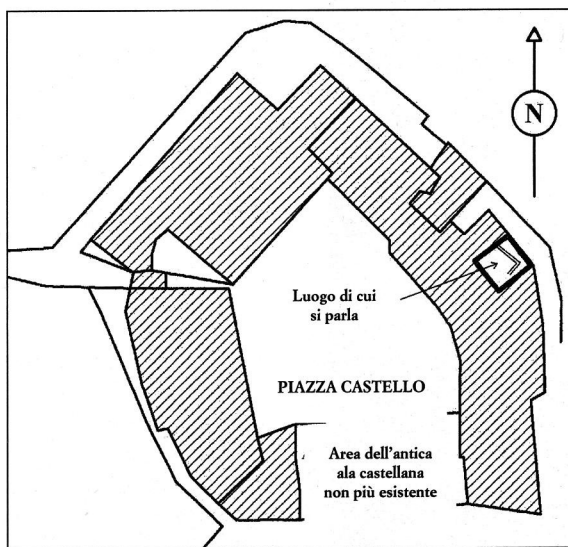 N
Luogo di cui
si parla
PIAZZA CASTELLO
Area dell'antica
ala castellana
non più esistente